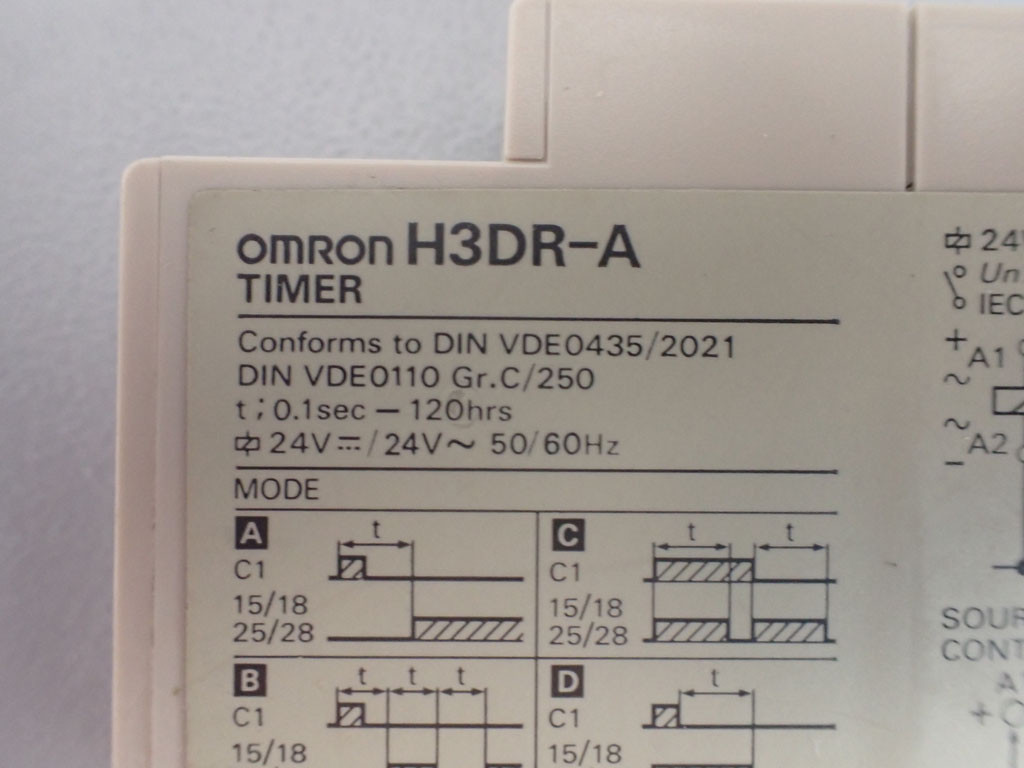 omron H3DR-A
TIMER
Conforms to DIN VDE0435/2021
DIN VDE0110 Gr.C/250
t ; 0.1sec — 120hrs
24V⎓/24V～ 50/60Hz
MODE
A
t
C1
15/18
25/28
C
t t
C1
15/18
25/28
B
t t t
C1
15/18
D
t
C1
15/18
24V
Un
IEC
+
A1
~
~
A2
−
SOUR
CONT
A
+